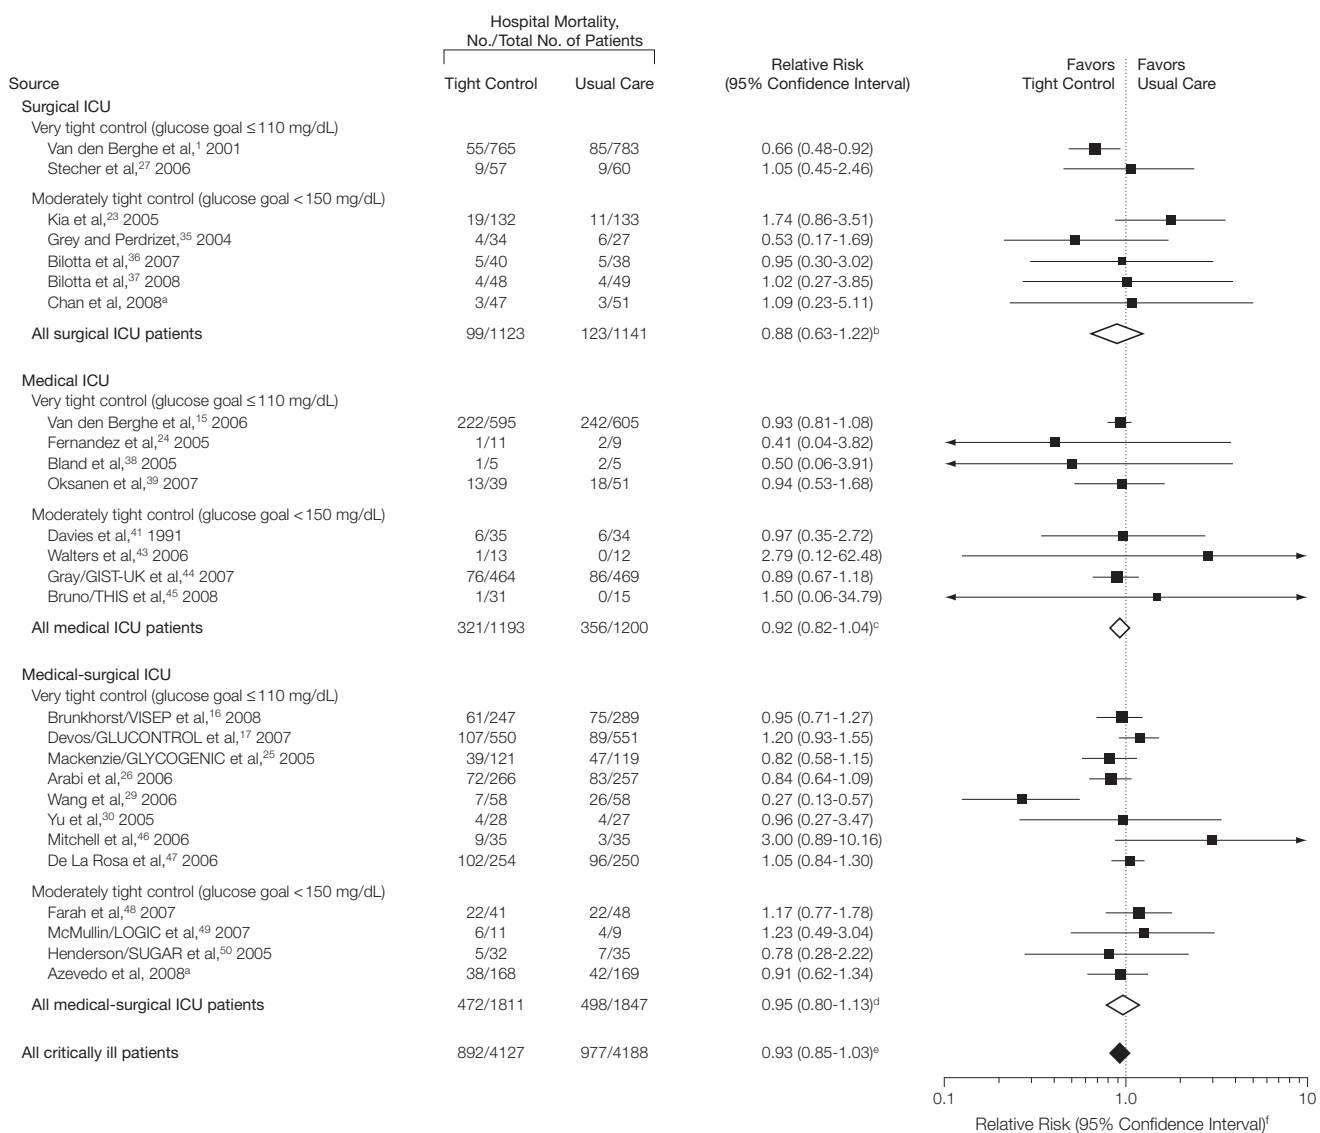 Hospital Mortality,
No./Total No. of Patients
Relative Risk
Favors Favors
Source Tight Control Usual Care (95% Confidence Interval) Tight Control Usual Care
Surgical ICU
Very tight control (glucose goal ≤110 mg/dL)
Van den Berghe et al,1 2001 55/765 85/783 0.66 (0.48-0.92)
Stecher et al,27 2006 9/57 9/60 1.05 (0.45-2.46)
Moderately tight control (glucose goal <150 mg/dL)
Kia et al,23 2005 19/132 11/133 1.74 (0.86-3.51)
Grey and Perdrizet,35 2004 4/34 6/27 0.53 (0.17-1.69)
Bilotta et al,36 2007 5/40 5/38 0.95 (0.30-3.02)
Bilotta et al,37 2008 4/48 4/49 1.02 (0.27-3.85)
Chan et al, 2008a 3/47 3/51 1.09 (0.23-5.11)
All surgical ICU patients 99/1123 123/1141 0.88 (0.63-1.22)b
Medical ICU
Very tight control (glucose goal ≤110 mg/dL)
Van den Berghe et al,15 2006 222/595 242/605 0.93 (0.81-1.08)
Fernandez et al,24 2005 1/11 2/9 0.41 (0.04-3.82)
Bland et al,38 2005 1/5 2/5 0.50 (0.06-3.91)
Oksanen et al,39 2007 13/39 18/51 0.94 (0.53-1.68)
Moderately tight control (glucose goal <150 mg/dL)
Davies et al,41 1991 6/35 6/34 0.97 (0.35-2.72)
Walters et al,43 2006 1/13 0/12 2.79 (0.12-62.48)
Gray/GIST-UK et al,44 2007 76/464 86/469 0.89 (0.67-1.18)
Bruno/THIS et al,45 2008 1/31 0/15 1.50 (0.06-34.79)
All medical ICU patients 321/1193 356/1200 0.92 (0.82-1.04)c
Medical-surgical ICU
Very tight control (glucose goal ≤110 mg/dL)
Brunkhorst/VISEP et al,16 2008 61/247 75/289 0.95 (0.71-1.27)
Devos/GLUCONTROL et al,17 2007 107/550 89/551 1.20 (0.93-1.55)
Mackenzie/GLYCOGENIC et al,25 2005 39/121 47/119 0.82 (0.58-1.15)
Arabi et al,26 2006 72/266 83/257 0.84 (0.64-1.09)
Wang et al,29 2006 7/58 26/58 0.27 (0.13-0.57)
Yu et al,30 2005 4/28 4/27 0.96 (0.27-3.47)
Mitchell et al,46 2006 9/35 3/35 3.00 (0.89-10.16)
De La Rosa et al,47 2006 102/254 96/250 1.05 (0.84-1.30)
Moderately tight control (glucose goal <150 mg/dL)
Farah et al,48 2007 22/41 22/48 1.17 (0.77-1.78)
McMullin/LOGIC et al,49 2007 6/11 4/9 1.23 (0.49-3.04)
Henderson/SUGAR et al,50 2005 5/32 7/35 0.78 (0.28-2.22)
Azevedo et al, 2008a 38/168 42/169 0.91 (0.62-1.34)
All medical-surgical ICU patients 472/1811 498/1847 0.95 (0.80-1.13)d
All critically ill patients 892/4127 977/4188 0.93 (0.85-1.03)e
0.1 1.0 10
Relative Risk (95% Confidence Interval)f